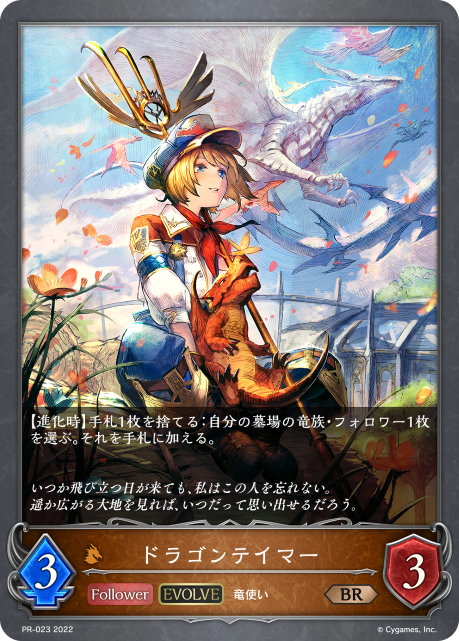 【進化時】手札1枚を捨てる：自分の墓場の竜族・フォロワー1枚
を選ぶ。それを手札に加える。
いつか飛び立つ日が来ても、私はこの人を忘れない。
遥か広がる大地を見れば、いつだって思い出せるだろう。
3 ドラゴンテイマー 3
Follower EVOLVE 竜使い BR
PR-023 2022 © Cygames, Inc.